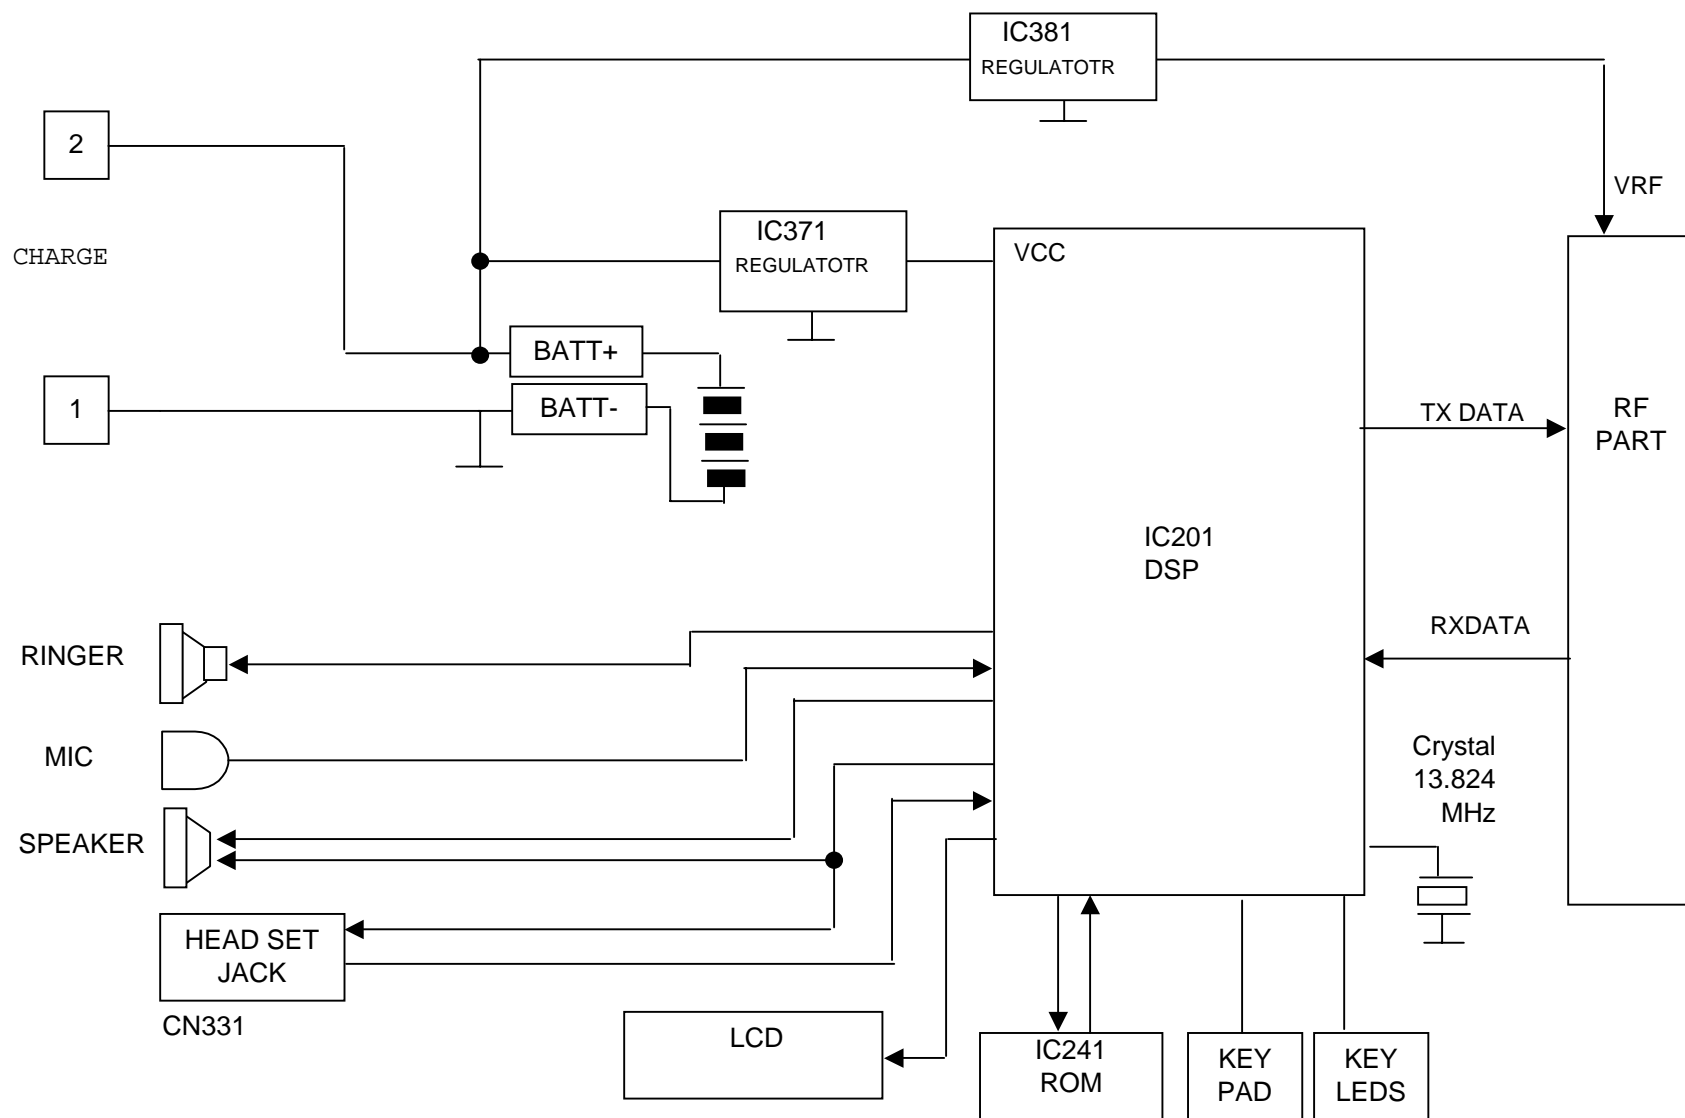 IC381
REGULATOTR
2
VRF
IC371
REGULATOTR
VCC
CHARGE
BATT+
1
BATT-
TX DATA
RF
PART
IC201
DSP
RXDATA
RINGER
MIC
Crystal
13.824
MHz
SPEAKER
HEAD SET
JACK
CN331
LCD
IC241
ROM
KEY
PAD
KEY
LEDS